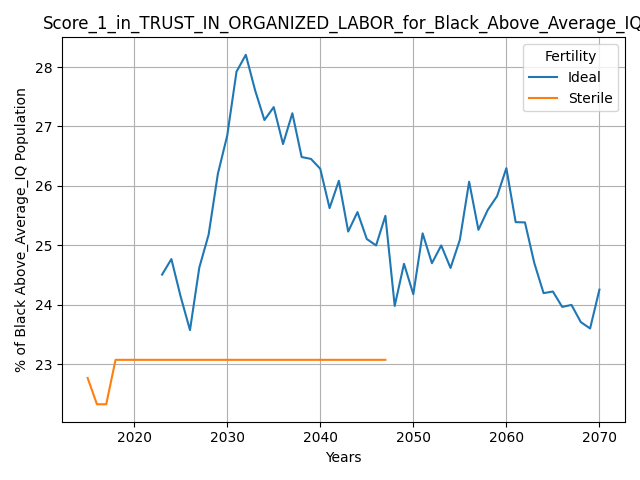 Score_1_in_TRUST_IN_ORGANIZED_LABOR_for_Black_Above_Average_IQ
Fertility
Ideal
Sterile
% of Black Above_Average_IQ Population
28
27
26
25
24
23
2020 2030 2040 2050 2060 2070
Years